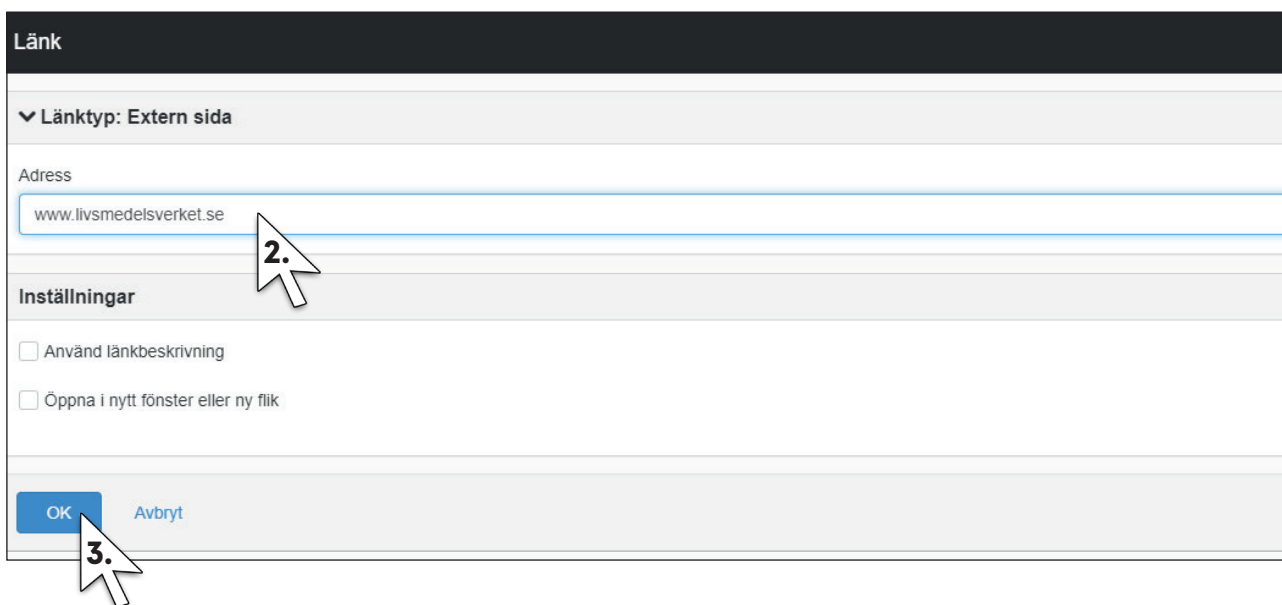 Länk
Länktyp: Extern sida
Adress
www.livsmedelsverket.se
2.
Inställningar
Använd länkbeskrivning
Öppna i nytt fönster eller ny flik
OK Avbryt
3.